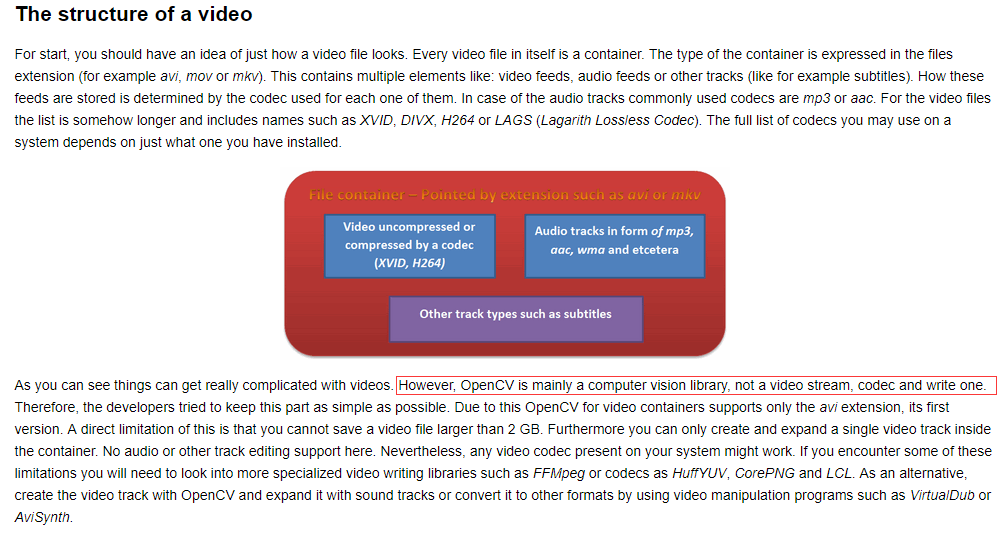 The structure of a video
For start, you should have an idea of just how a video file looks. Every video file in itself is a container. The type of the container is expressed in the files
extension (for example avi, mov or mkv). This contains multiple elements like: video feeds, audio feeds or other tracks (like for example subtitles). How these
feeds are stored is determined by the codec used for each one of them. In case of the audio tracks commonly used codecs are mp3 or aac. For the video files
the list is somehow longer and includes names such as XVID, DIVX, H264 or LAGS (Lagarith Lossless Codec). The full list of codecs you may use on a
system depends on just what one you have installed.
File container – Pointed by extension such as avi or mkv
Video uncompressed or
compressed by a codec
(XVID, H264)
Audio tracks in form of mp3,
aac, wma and etcetera
Other track types such as subtitles
As you can see things can get really complicated with videos. However, OpenCV is mainly a computer vision library, not a video stream, codec and write one.
Therefore, the developers tried to keep this part as simple as possible. Due to this OpenCV for video containers supports only the avi extension, its first
version. A direct limitation of this is that you cannot save a video file larger than 2 GB. Furthermore you can only create and expand a single video track inside
the container. No audio or other track editing support here. Nevertheless, any video codec present on your system might work. If you encounter some of these
limitations you will need to look into more specialized video writing libraries such as FFMpeg or codecs as HuffYUV, CorePNG and LCL. As an alternative,
create the video track with OpenCV and expand it with sound tracks or convert it to other formats by using video manipulation programs such as VirtualDub or
AviSynth.